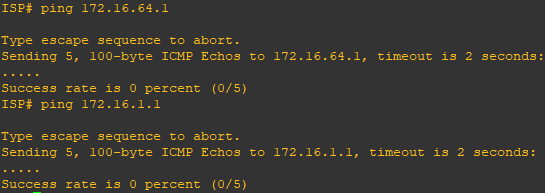 ISP# ping 172.16.64.1
Type escape sequence to abort.
Sending 5, 100-byte ICMP Echos to 172.16.64.1, timeout is 2 seconds:
.....
Success rate is 0 percent (0/5)
ISP# ping 172.16.1.1
Type escape sequence to abort.
Sending 5, 100-byte ICMP Echos to 172.16.1.1, timeout is 2 seconds:
.....
Success rate is 0 percent (0/5)